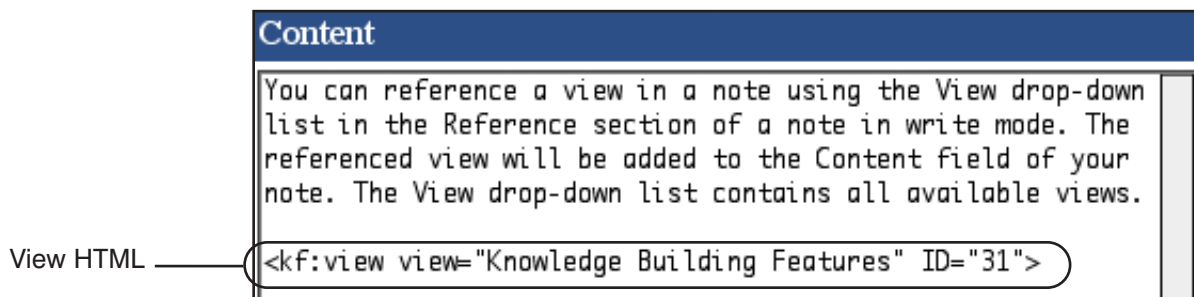 Content
You can reference a view in a note using the View drop-down
list in the Reference section of a note in write mode. The
referenced view will be added to the Content field of your
note. The View drop-down list contains all available views.
View HTML
<kf:view view="Knowledge Building Features" ID="31">